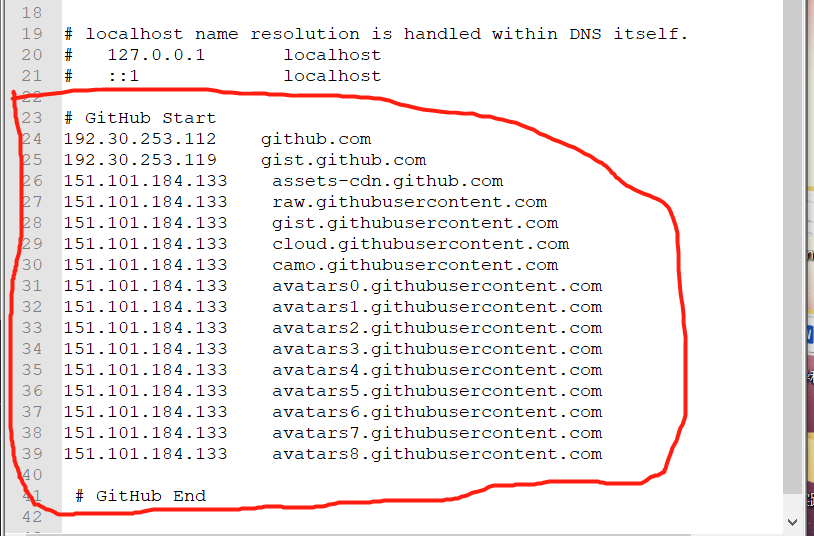 18
19 # localhost name resolution is handled within DNS itself.
20 # 127.0.0.1 localhost
21 # ::1 localhost
22
23 # GitHub Start
24 192.30.253.112 github.com
25 192.30.253.119 gist.github.com
26 151.101.184.133 assets-cdn.github.com
27 151.101.184.133 raw.githubusercontent.com
28 151.101.184.133 gist.githubusercontent.com
29 151.101.184.133 cloud.githubusercontent.com
30 151.101.184.133 camo.githubusercontent.com
31 151.101.184.133 avatars0.githubusercontent.com
32 151.101.184.133 avatars1.githubusercontent.com
33 151.101.184.133 avatars2.githubusercontent.com
34 151.101.184.133 avatars3.githubusercontent.com
35 151.101.184.133 avatars4.githubusercontent.com
36 151.101.184.133 avatars5.githubusercontent.com
37 151.101.184.133 avatars6.githubusercontent.com
38 151.101.184.133 avatars7.githubusercontent.com
39 151.101.184.133 avatars8.githubusercontent.com
40
41 # GitHub End
42